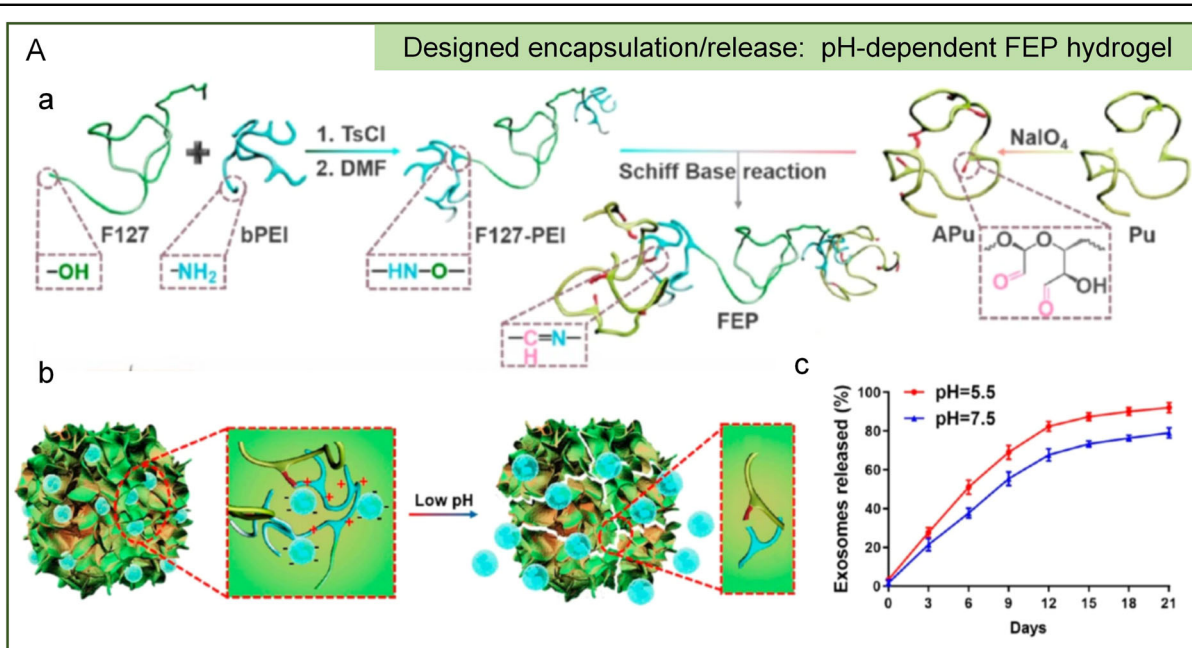 A
Designed encapsulation/release: pH-dependent FEP hydrogel
a
1. TsCl
2. DMF
NaIO₄
Schiff Base reaction
F127
bPEI
F127-PEI
APu
Pu
-OH
-NH₂
-HN-O-
FEP
-C=N-
H
O
O
O
O
OH
b
Low pH
+ + + + +
- - - - - -
c
pH=5.5
pH=7.5
Exosomes released (%)
100
80
60
40
20
0
0 3 6 9 12 15 18 21
Days